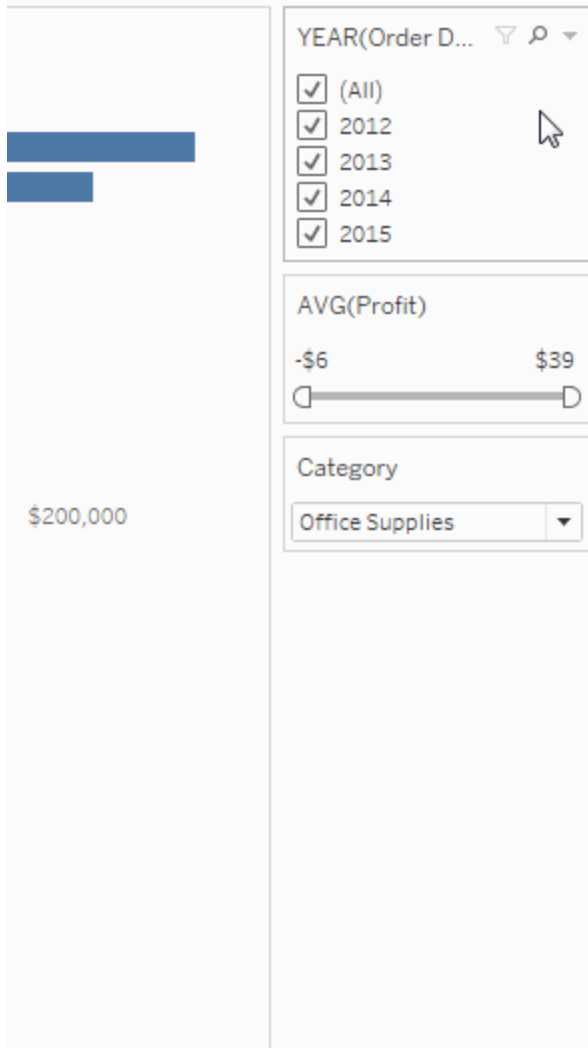 YEAR(Order D...
(All)
2012
2013
2014
2015
AVG(Profit)
-$6 $39
Category
$200,000
Office Supplies